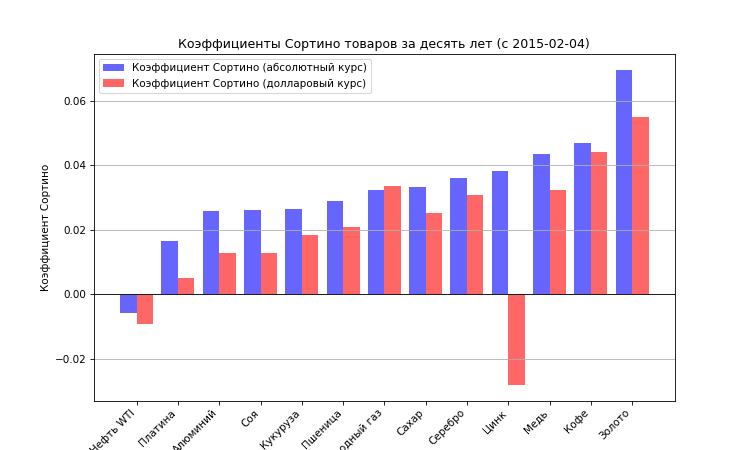 Коэффициенты Сортино товаров за десять лет (с 2015-02-04)
Коэффициент Сортино (абсолютный курс)
Коэффициент Сортино (долларовый курс)
Коэффициент Сортино
0.06
0.04
0.02
0.00
−0.02
Нефть WTI
Платина
Алюминий
Соя
Кукуруза
Пшеница
газ
Сахар
Серебро
Цинк
Медь
Кофе
Золото